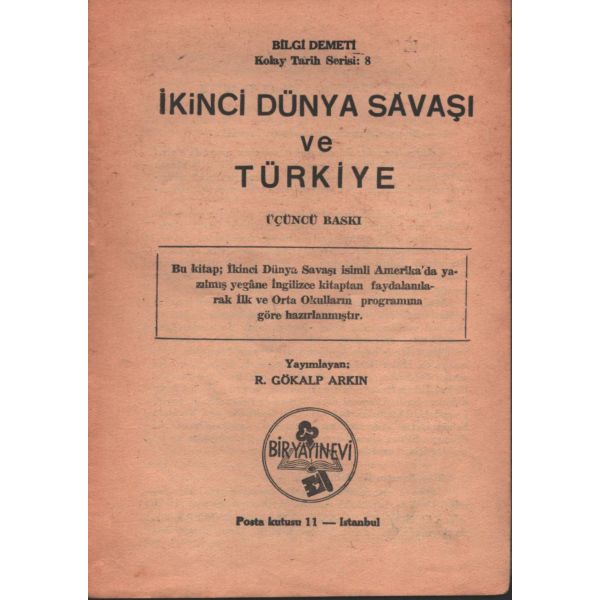 BİLGİ DEMETİ
Kolay Tarih Serisi: 8
İKİNCİ DÜNYA SAVAŞI
ve
TÜRKİYE
ÜÇÜNCÜ BASKI
Bu kitap; İkinci Dünya Savaşı isimli Amerika'da ya-
zılmış yegâne İngilizce kitaptan faydalanıla-
rak İlk ve Orta Okulların programına
göre hazırlanmıştır.
Yayımlayan;
R. GÖKALP ARKIN
BİR YAYINEVİ
Posta kutusu 11 — Istanbul